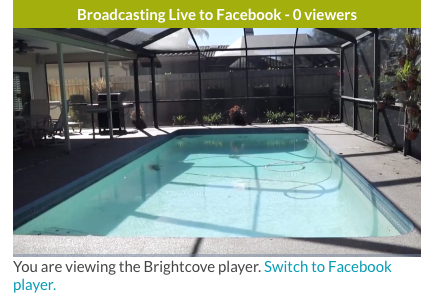 Broadcasting Live to Facebook - 0 viewers
You are viewing the Brightcove player. Switch to Facebook
player.